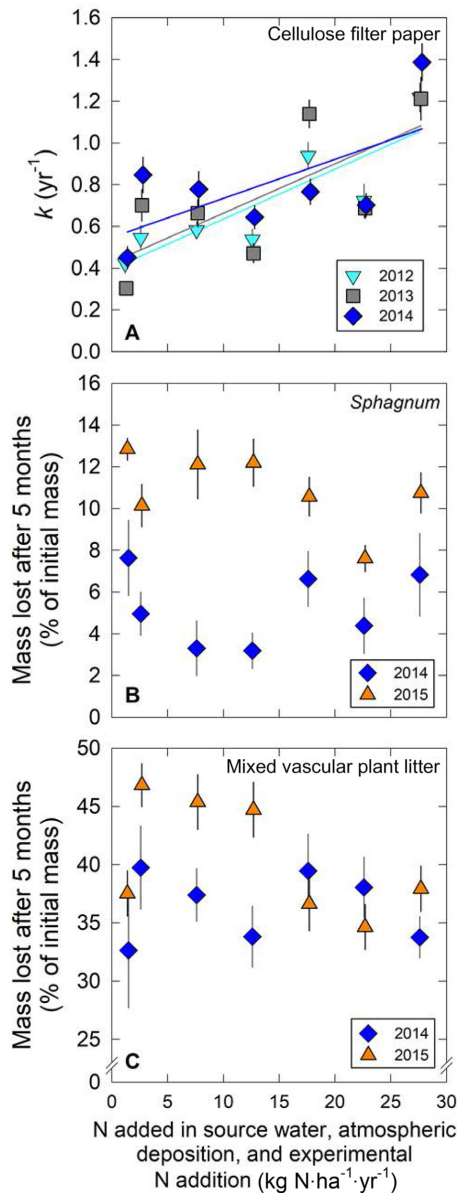 Cellulose filter paper
1.6
1.4
1.2
1.0
0.8
0.6
0.4
0.2
0.0
k (yr⁻¹)
2012
2013
2014
A
Sphagnum
16
14
12
10
8
6
4
2
0
Mass lost after 5 months
(% of initial mass)
2014
2015
B
Mixed vascular plant litter
50
45
40
35
30
25
0
Mass lost after 5 months
(% of initial mass)
2014
2015
C
0 5 10 15 20 25 30
N added in source water, atmospheric
deposition, and experimental
N addition (kg N·ha⁻¹·yr⁻¹)